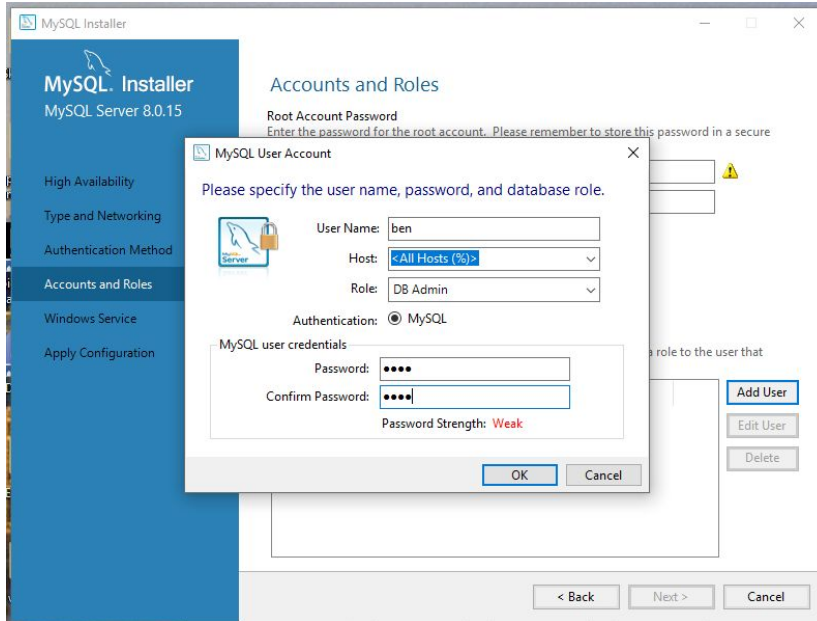 MySQL Installer
MySQL. Installer
MySQL Server 8.0.15
High Availability
Type and Networking
Authentication Method
Accounts and Roles
Windows Service
Apply Configuration
Accounts and Roles
Root Account Password
Enter the password for the root account. Please remember to store this password in a secure
MySQL User Account
Please specify the user name, password, and database role.
Server
User Name: ben
Host: <All Hosts (%)>
Role: DB Admin
Authentication: MySQL
MySQL user credentials
Password: ••••
Confirm Password: ••••
Password Strength: Weak
OK Cancel
role to the user that
Add User
Edit User
Delete
< Back Next > Cancel